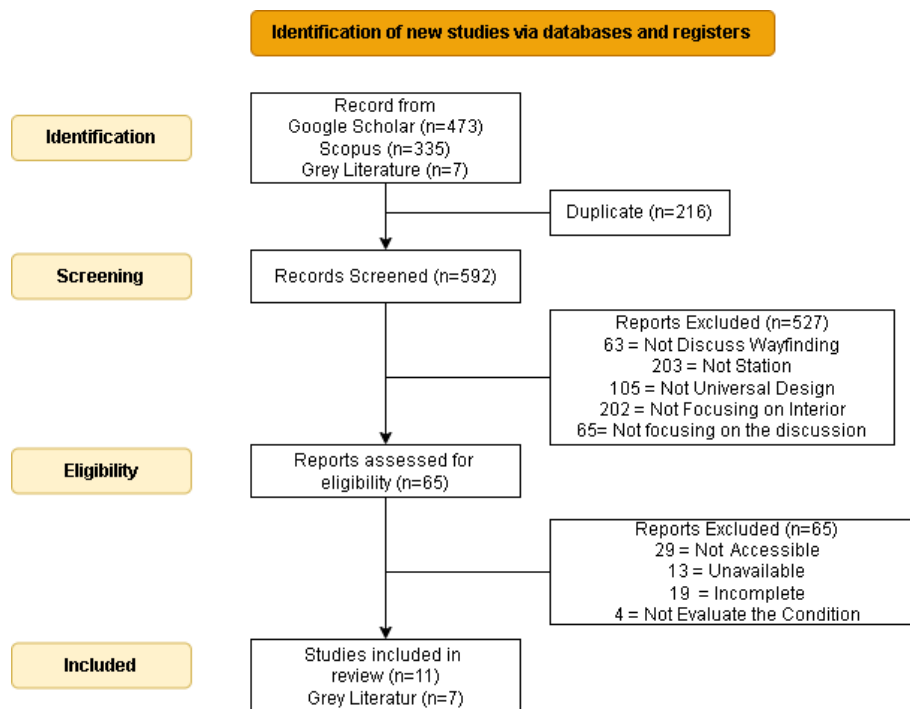 Identification of new studies via databases and registers
Identification
Record from
Google Scholar (n=473)
Scopus (n=335)
Grey Literature (n=7)
Duplicate (n=216)
Screening
Records Screened (n=592)
Reports Excluded (n=527)
63 = Not Discuss Wayfinding
203 = Not Station
105 = Not Universal Design
202 = Not Focusing on Interior
65= Not focusing on the discussion
Eligibility
Reports assessed for
eligibility (n=65)
Reports Excluded (n=65)
29 = Not Accessible
13 = Unavailable
19 = Incomplete
4 = Not Evaluate the Condition
Included
Studies included in
review (n=11)
Grey Literatur (n=7)